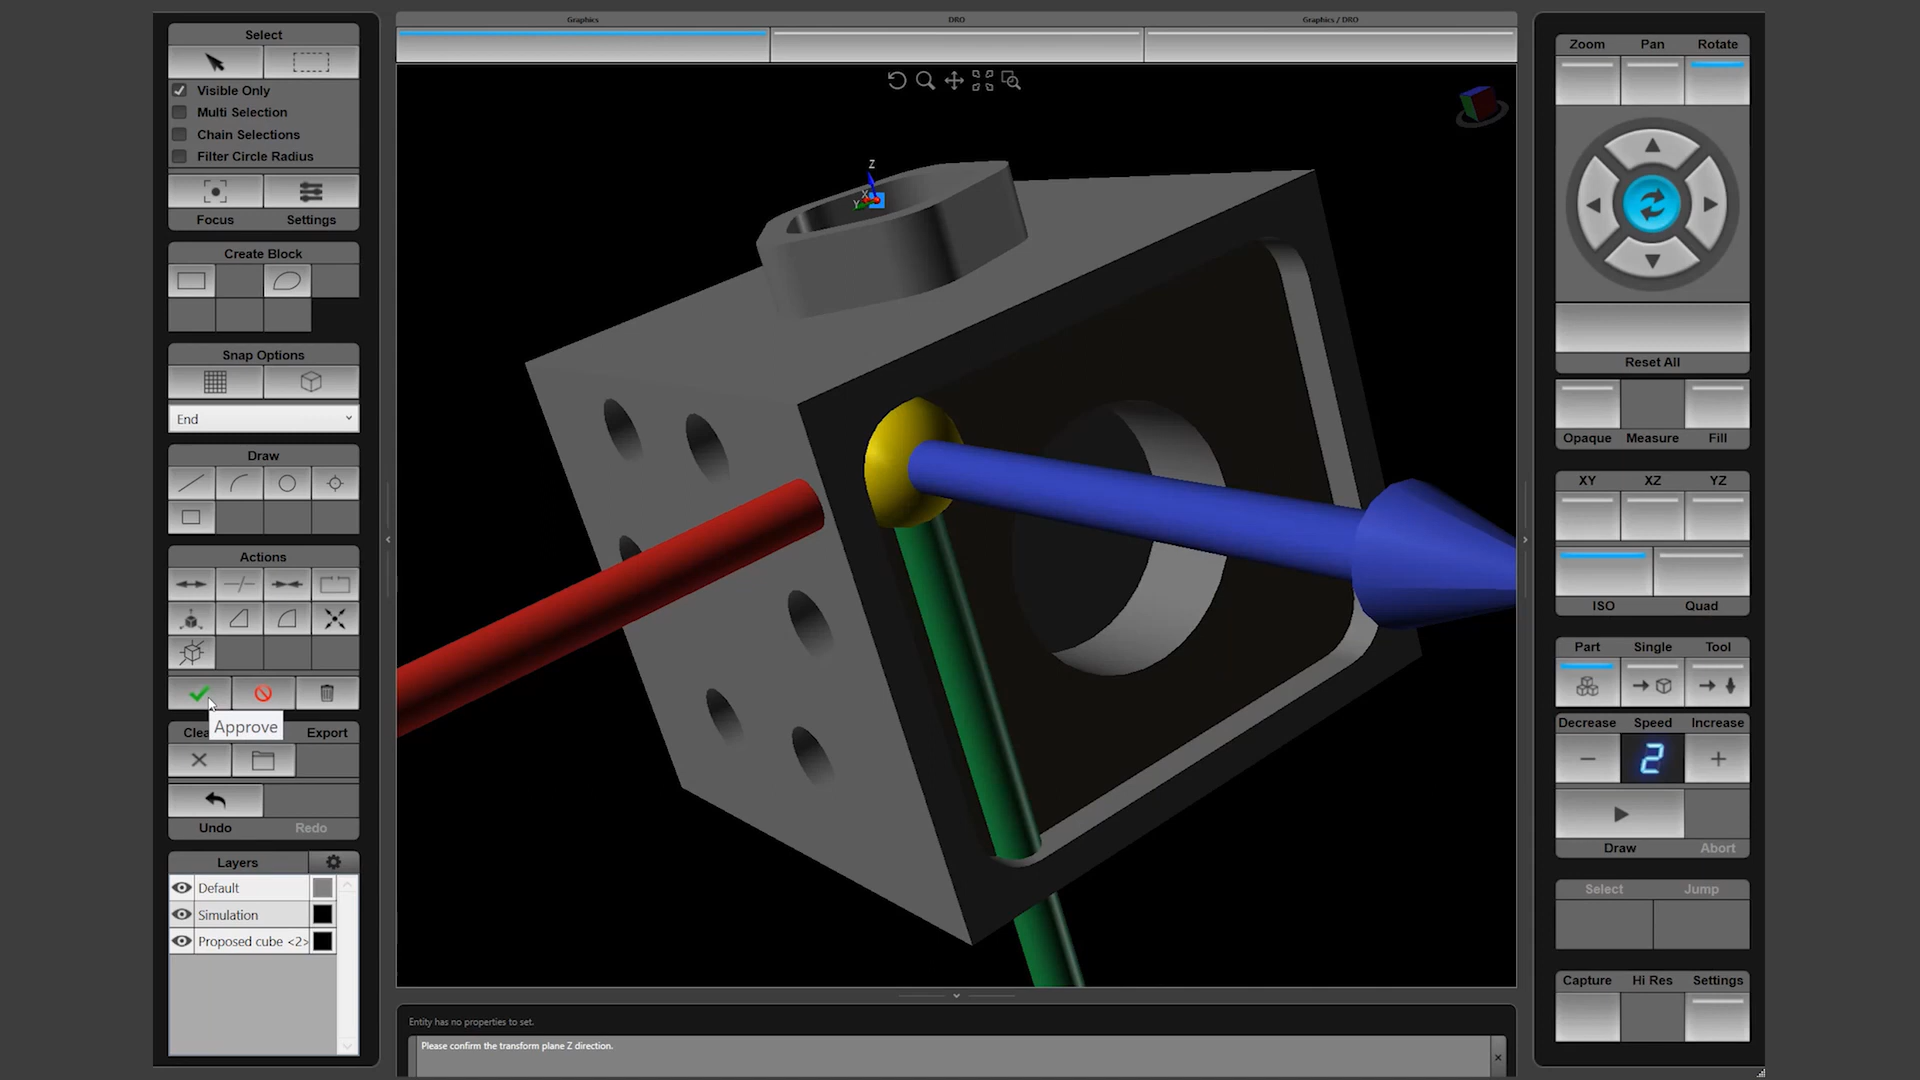 Select
Visible Only
Multi Selection
Chain Selections
Filter Circle Radius
Focus
Settings
Create Block
Snap Options
End
Draw
Actions
Approve
Export
Undo
Redo
Layers
Default
Simulation
Proposed cube <2>
Graphics
DRO
Graphics / DRO
Z
X
Y
Entity has no properties to set.
Please confirm the transform plane Z direction.
Zoom
Pan
Rotate
Reset All
Opaque
Measure
Fill
XY
XZ
YZ
ISO
Quad
Part
Single
Tool
Decrease
Speed
Increase
2
Draw
Abort
Select
Jump
Capture
Hi Res
Settings